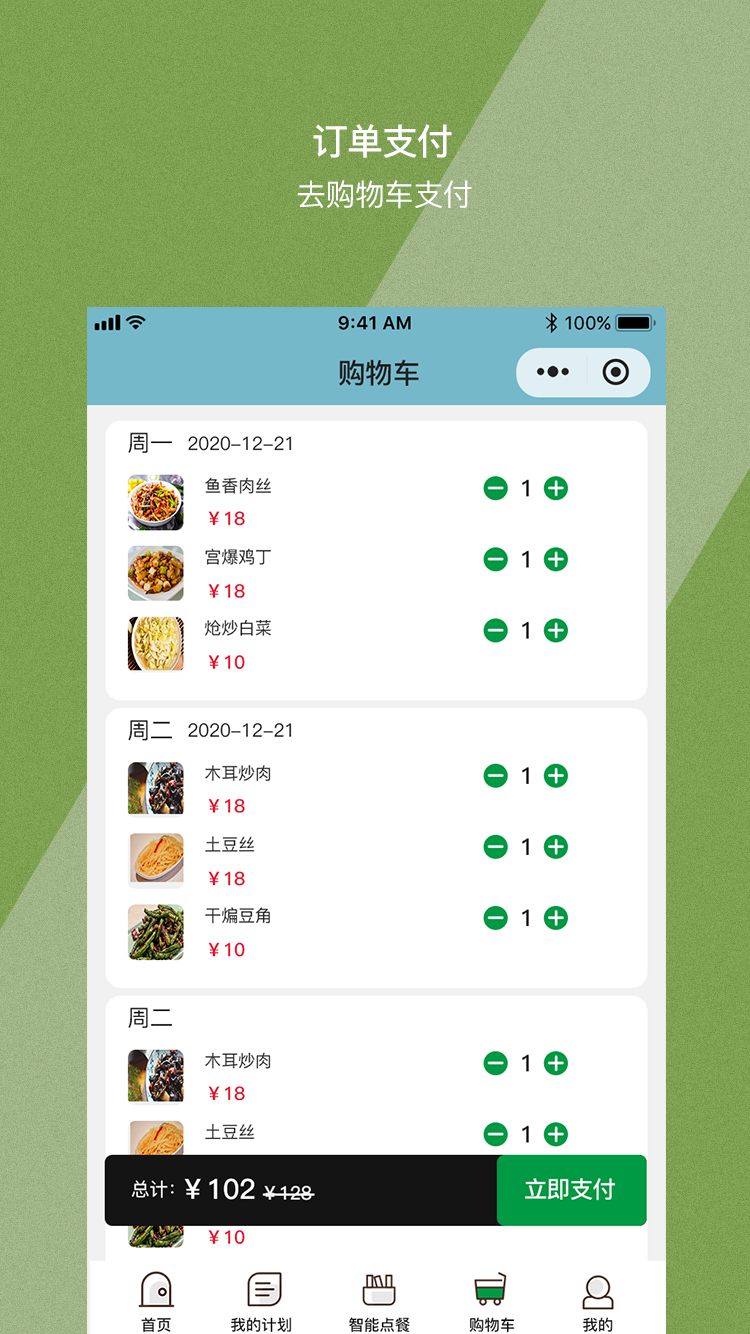 订单支付
去购物车支付
9:41 AM 100%
购物车
周一 2020-12-21
鱼香肉丝
1
¥18
宫爆鸡丁
1
¥18
炝炒白菜
1
¥10
周二 2020-12-21
木耳炒肉
1
¥18
土豆丝
1
¥18
干煸豆角
1
¥10
周二
木耳炒肉
1
¥18
土豆丝
1
总计: ¥102 ¥128 立即支付
¥10
首页 我的计划 智能点餐 购物车 我的